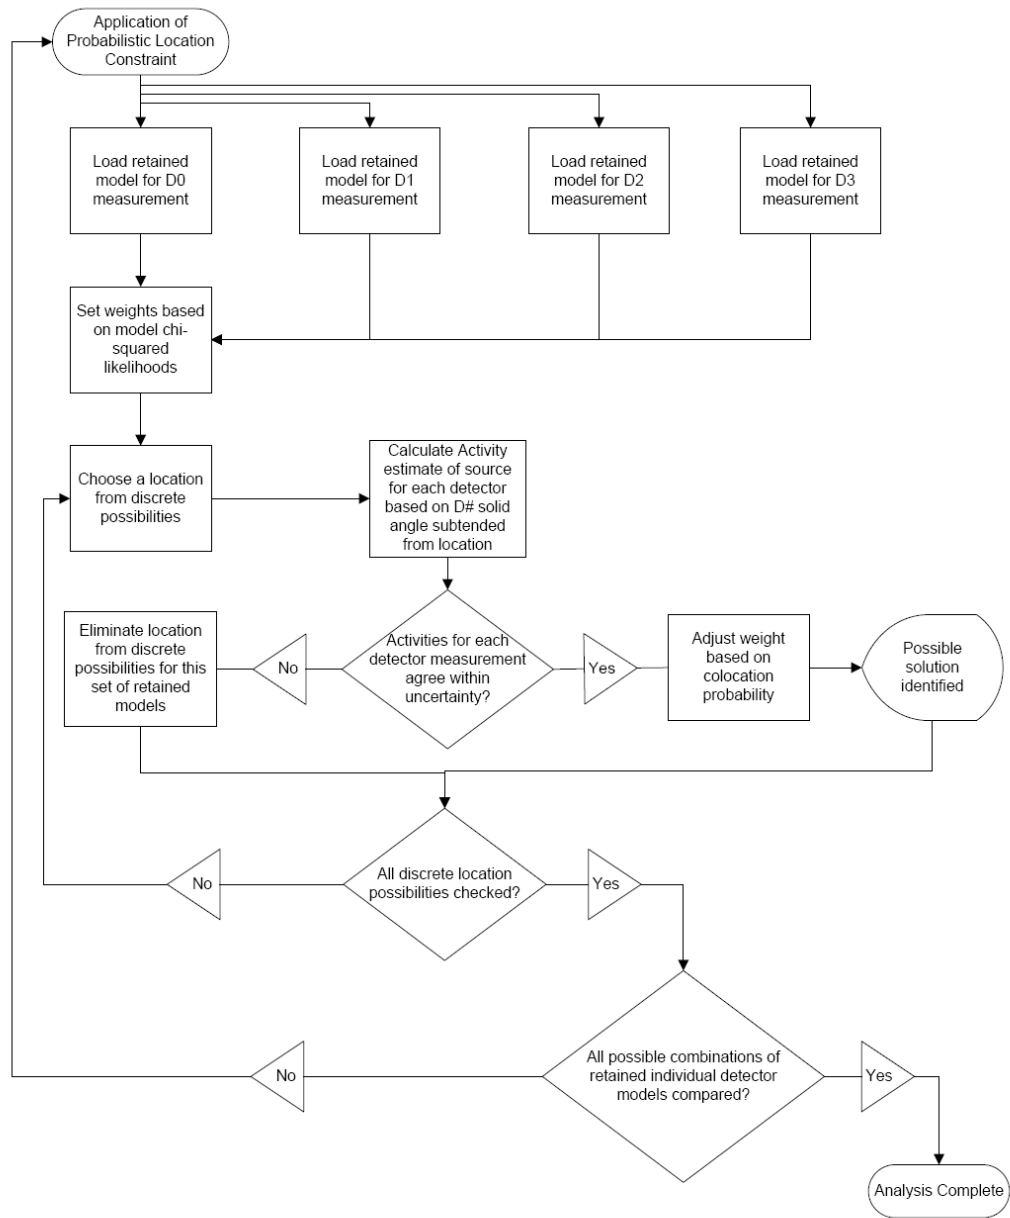 Application of
Probabilistic Location
Constraint
Load retained
model for D0
measurement
Load retained
model for D1
measurement
Load retained
model for D2
measurement
Load retained
model for D3
measurement
Set weights based
on model chi-
squared
likelihoods
Choose a location
from discrete
possibilities
Calculate Activity
estimate of source
for each detector
based on D# solid
angle subtended
from location
Eliminate location
from discrete
possibilities for this
set of retained
models
No
Activities for each
detector measurement
agree within
uncertainty?
Yes
Adjust weight
based on
colocation
probability
Possible
solution
identified
No
All discrete location
possibilities checked?
Yes
No
All possible combinations of
retained individual detector
models compared?
Yes
Analysis Complete